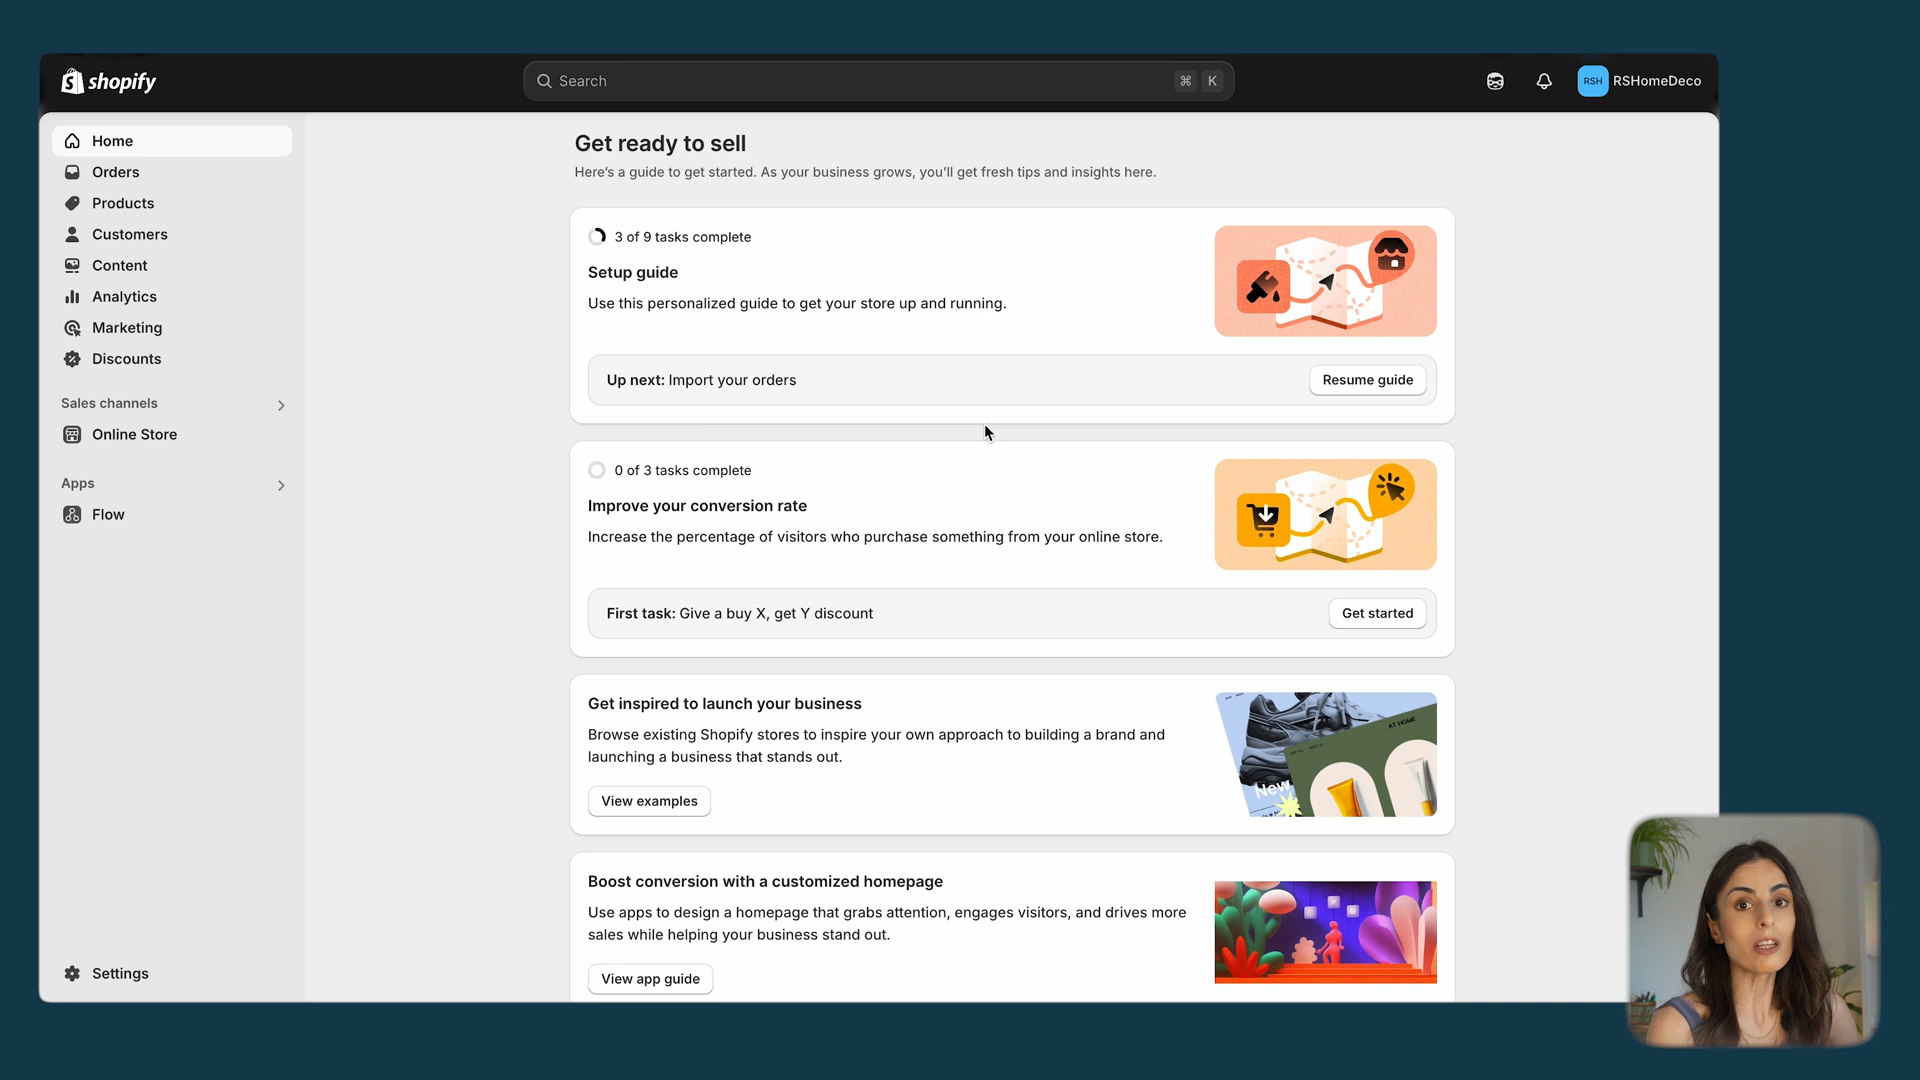 shopify
Search
⌘ K
RSH
RSHomeDeco
Home
Orders
Products
Customers
Content
Analytics
Marketing
Discounts
Sales channels
Online Store
Apps
Flow
Settings
Get ready to sell
Here's a guide to get started. As your business grows, you'll get fresh tips and insights here.
3 of 9 tasks complete
Setup guide
Use this personalized guide to get your store up and running.
Up next: Import your orders
Resume guide
0 of 3 tasks complete
Improve your conversion rate
Increase the percentage of visitors who purchase something from your online store.
First task: Give a buy X, get Y discount
Get started
Get inspired to launch your business
Browse existing Shopify stores to inspire your own approach to building a brand and
launching a business that stands out.
View examples
AT HOME
New
Boost conversion with a customized homepage
Use apps to design a homepage that grabs attention, engages visitors, and drives more
sales while helping your business stand out.
View app guide